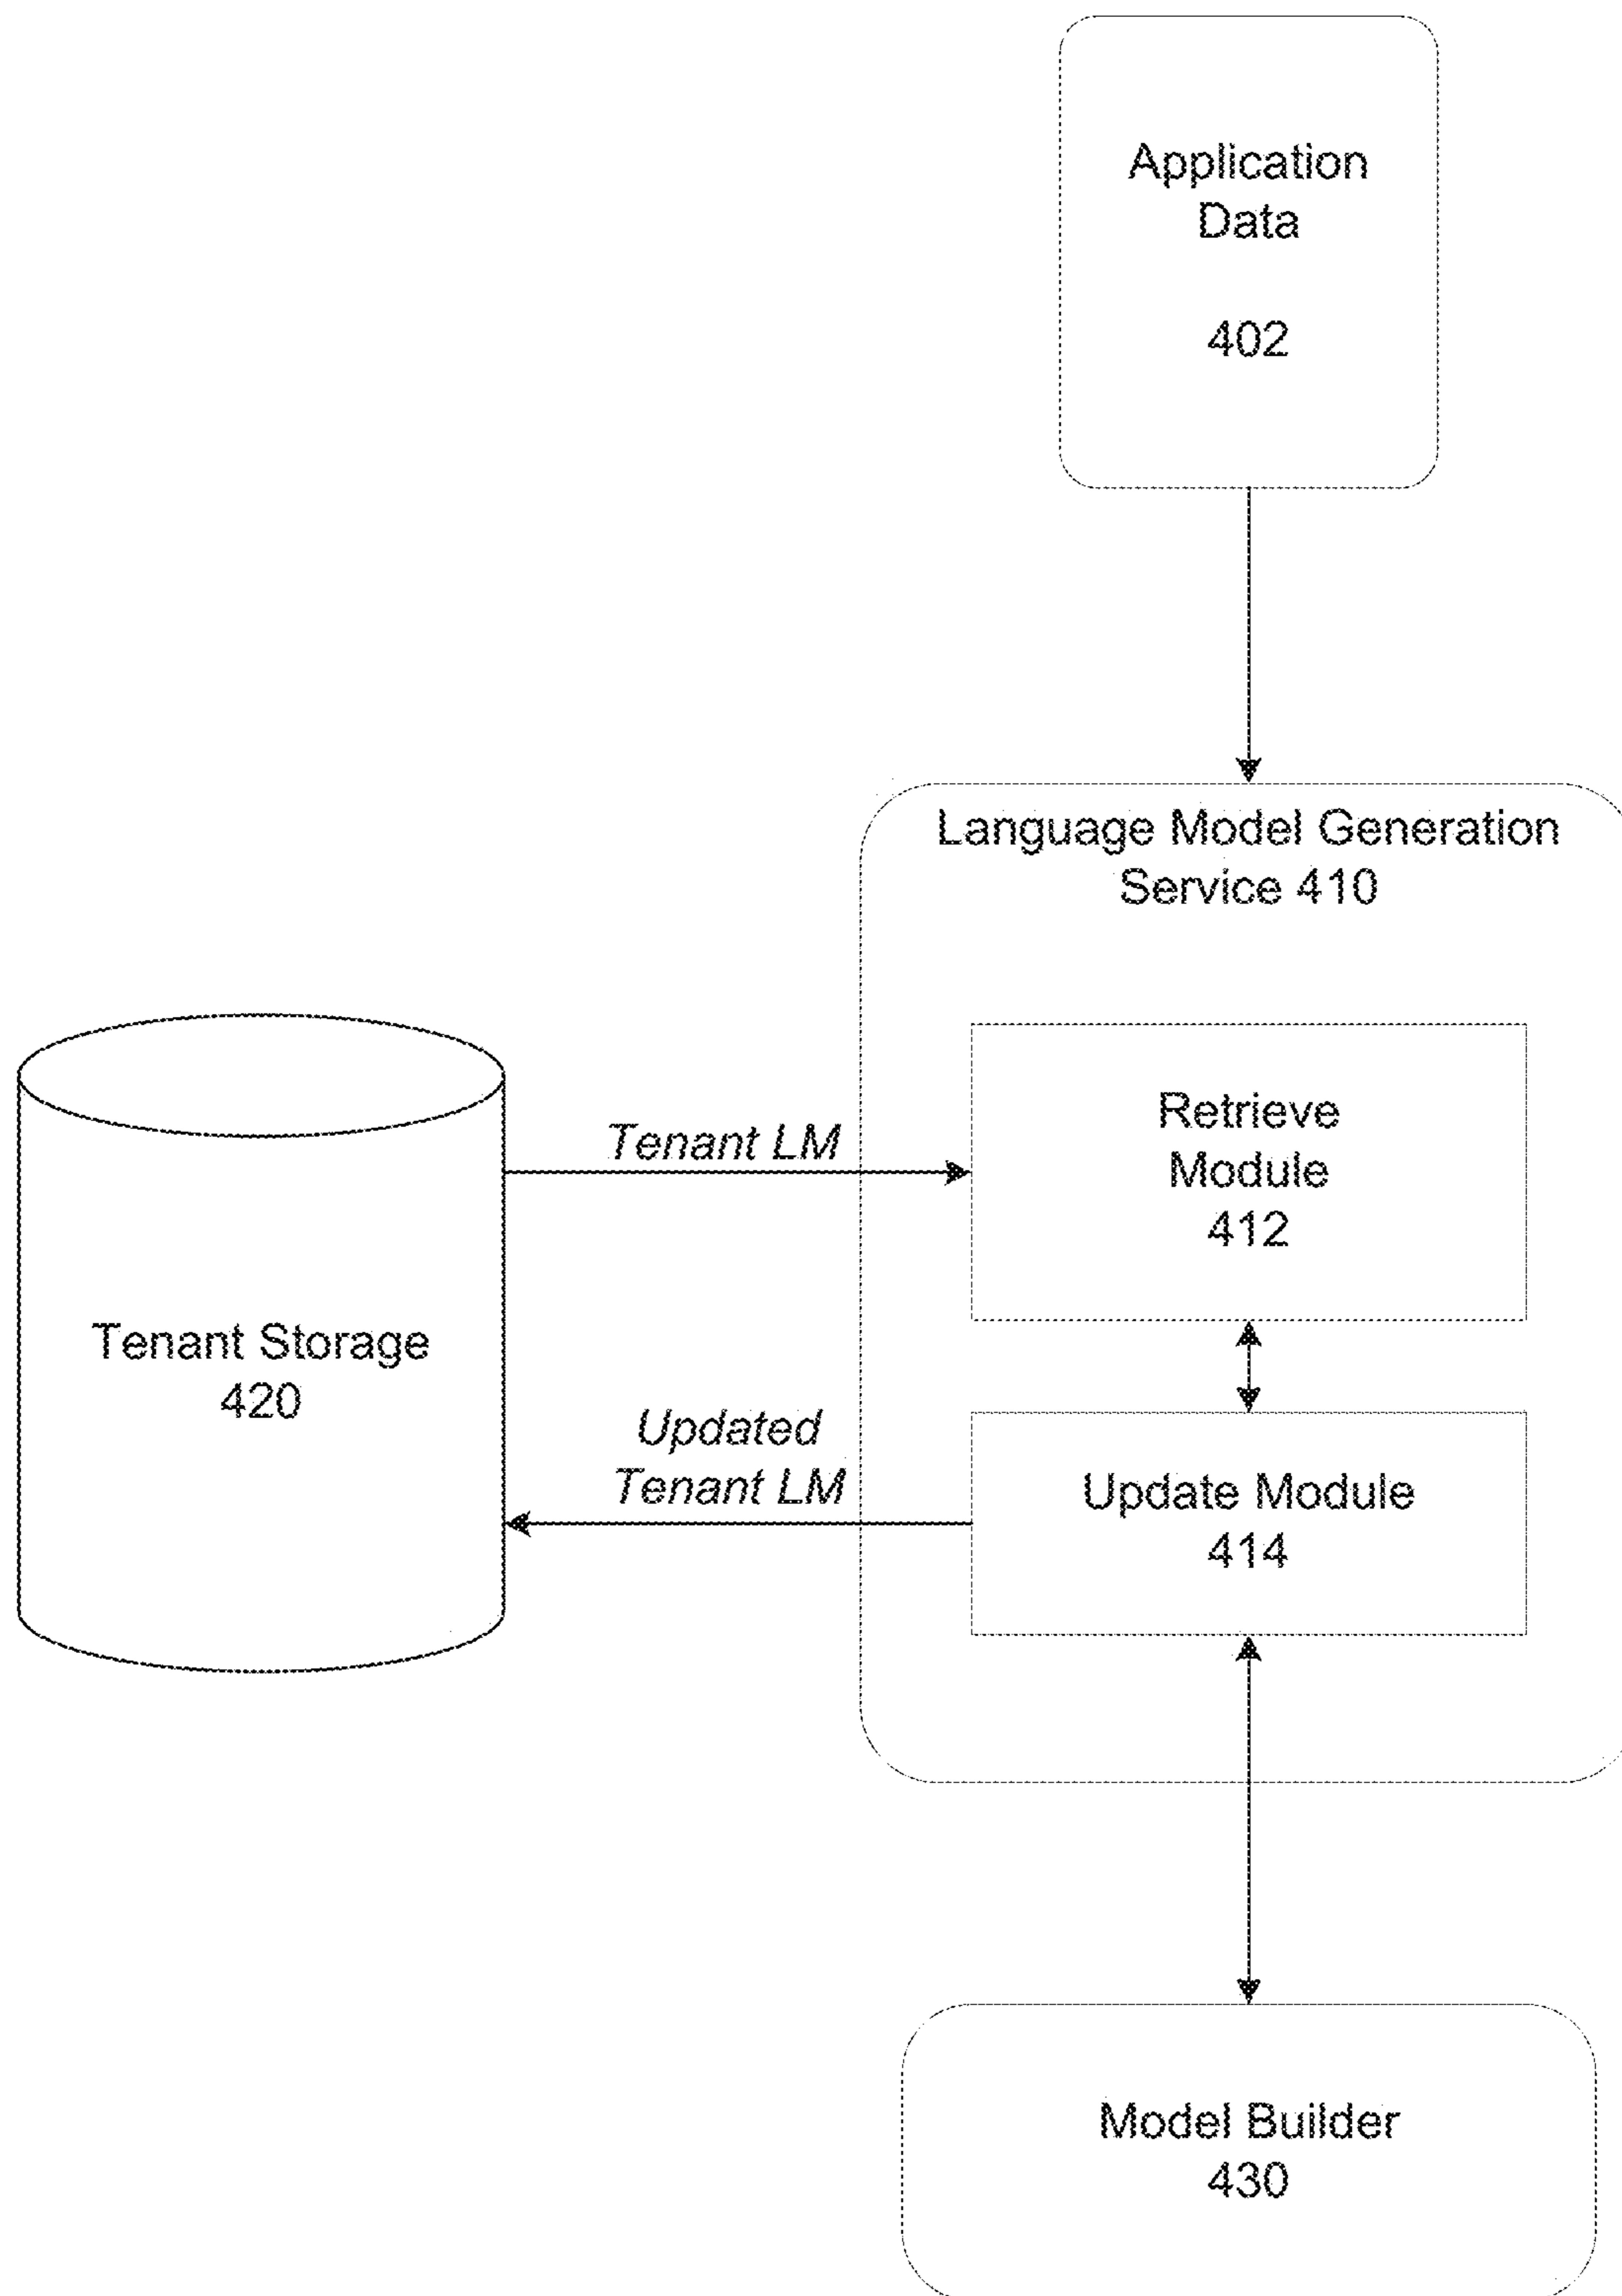 Application
Data
402
Language Model Generation
Service 410
Tenant LM
Retrieve
Module
412
Tenant Storage
420
Updated
Tenant LM
Update Module
414
Model Builder
430